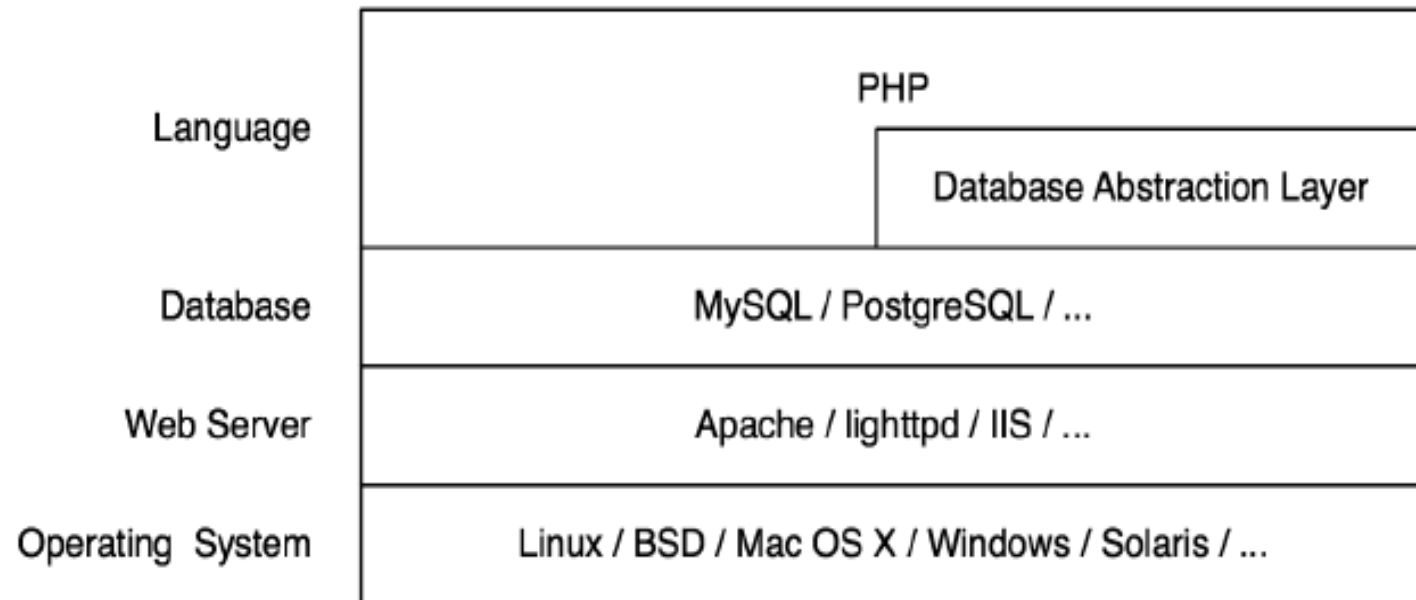 PHP
Language
Database Abstraction Layer
Database MySQL / PostgreSQL / ...
Web Server Apache / lighttpd / IIS / ...
Operating System Linux / BSD / Mac OS X / Windows / Solaris / ...